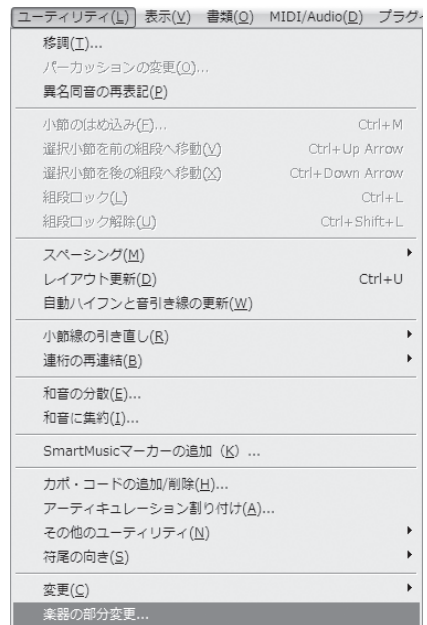 ユーティリティ(L) 表示(V) 書類(O) MIDI/Audio(D) プラグイ
移調(T)...
パーカッションの変更(O)...
異名同音の再表記(P)
小節のはめ込み(F)... Ctrl+M
選択小節を前の組段へ移動(V) Ctrl+Up Arrow
選択小節を後の組段へ移動(X) Ctrl+Down Arrow
組段ロック(L) Ctrl+L
組段ロック解除(U) Ctrl+Shift+L
スペーシング(M)
レイアウト更新(D) Ctrl+U
自動ハイフンと音引き線の更新(W)
小節線の引き直し(R)
連桁の再連結(B)
和音の分散(E)...
和音に集約(I)...
SmartMusicマーカーの追加（K）...
カポ・コードの追加/削除(H)...
アーティキュレーション割り付け(A)...
その他のユーティリティ(N)
符尾の向き(S)
変更(C)
楽器の部分変更...